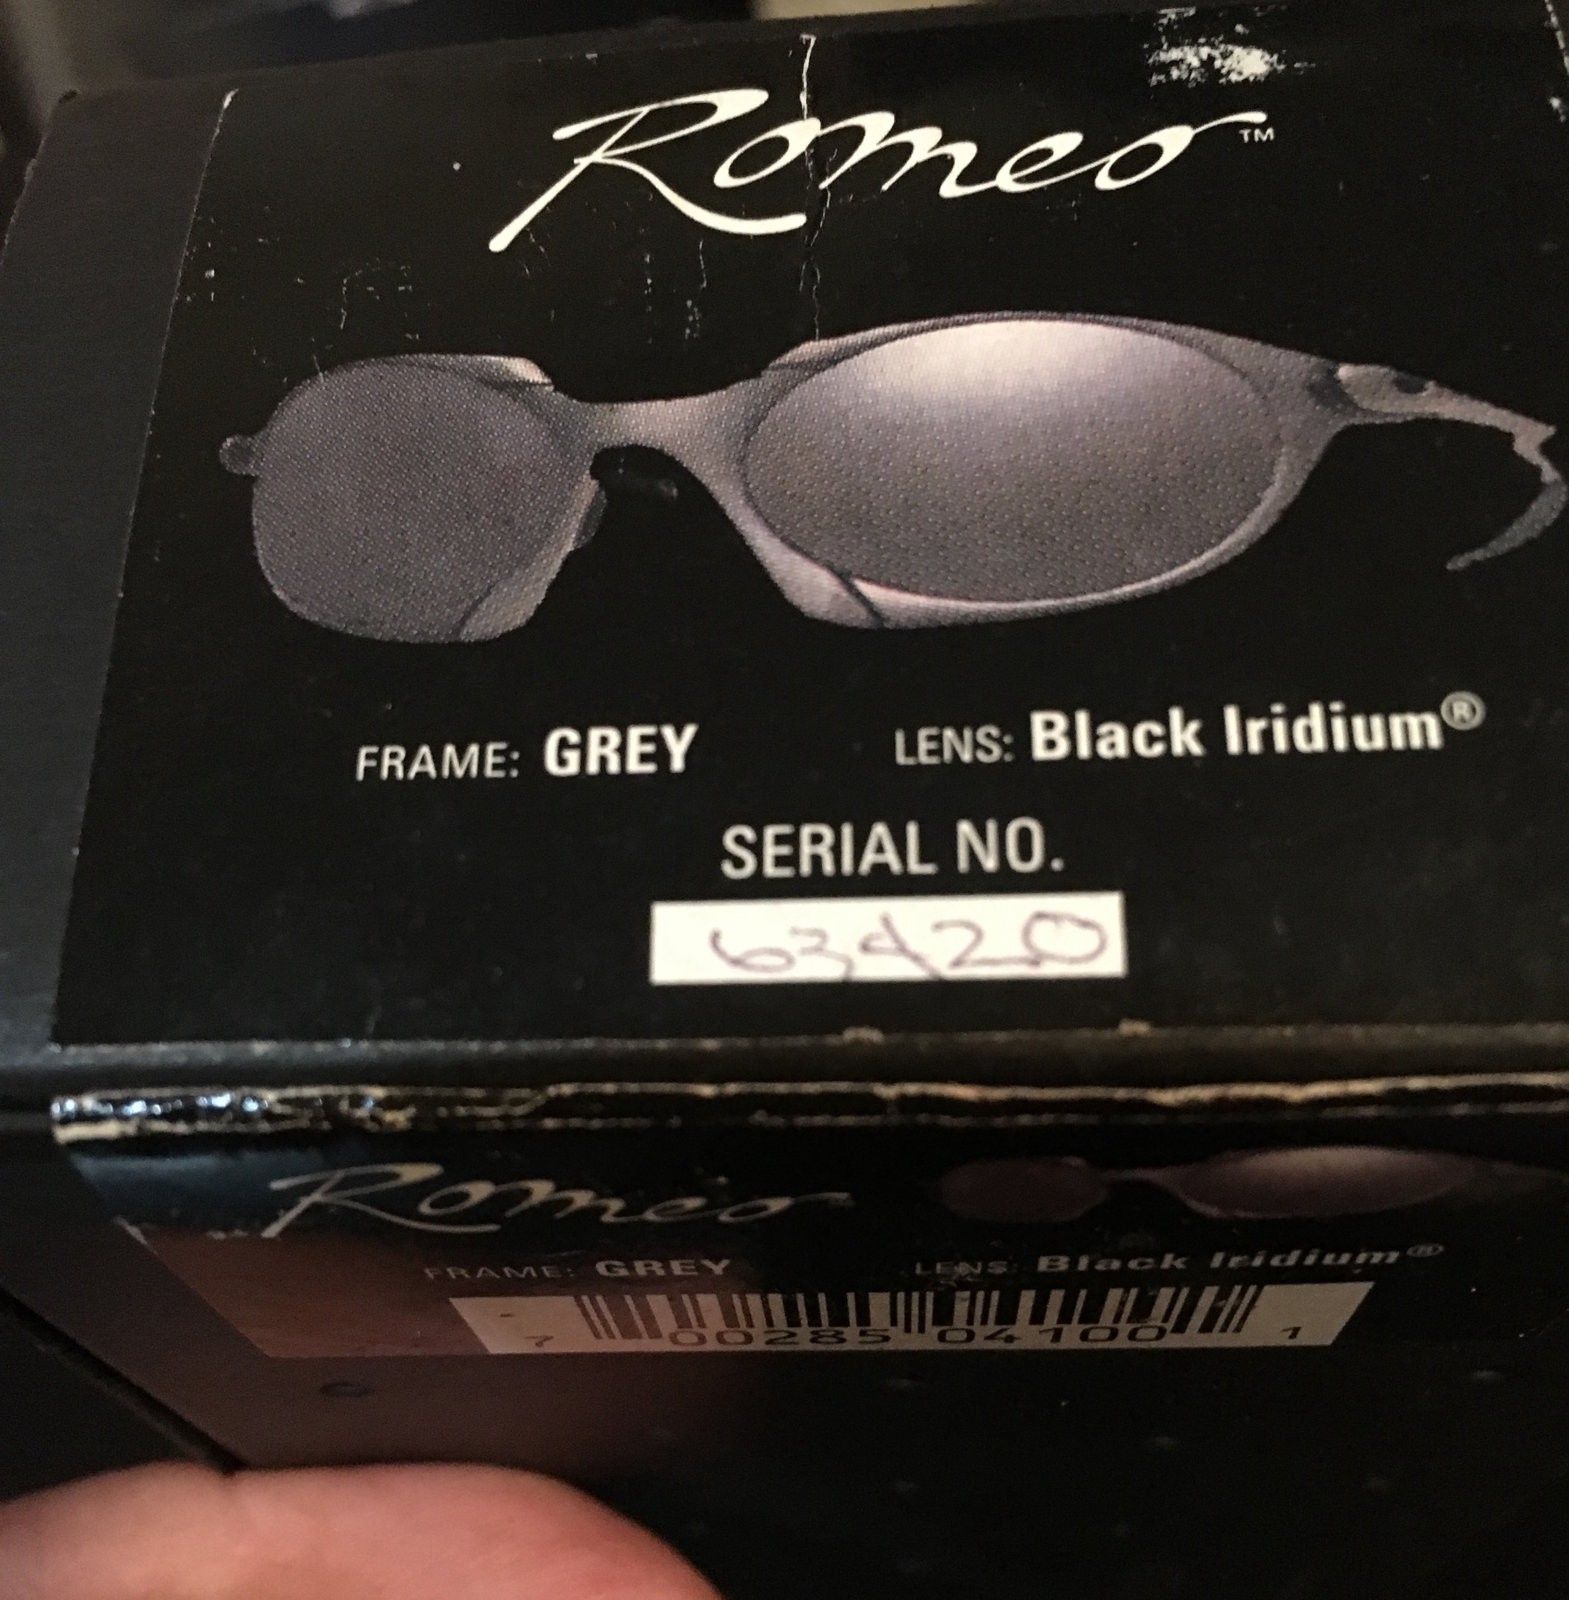 Romeo™
FRAME: GREY LENS: Black Iridium®
SERIAL NO.
63420
Romeo
FRAME: GREY LENS: Black Iridium®
7 00285 04100 1